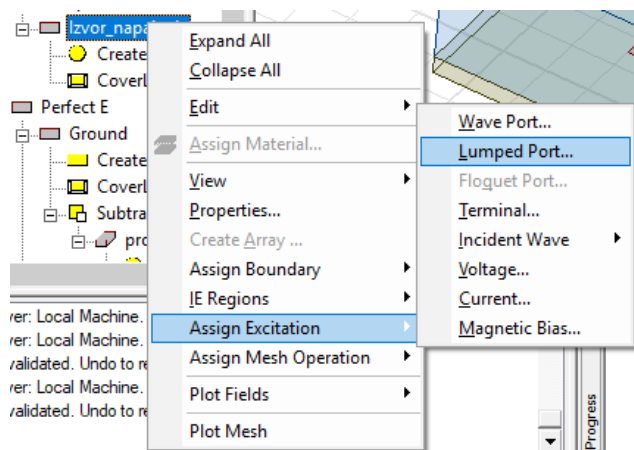 Izvor_napa
Create
CoverL
Perfect E
Ground
Create
CoverL
Subtra
pro
ver: Local Machine.
ver: Local Machine.
validated. Undo to re
ver: Local Machine.
validated. Undo to re
Expand All
Collapse All
Edit
Assign Material...
View
Properties...
Create Array ...
Assign Boundary
IE Regions
Assign Excitation
Assign Mesh Operation
Plot Fields
Plot Mesh
Wave Port...
Lumped Port...
Floquet Port...
Terminal...
Incident Wave
Voltage...
Current...
Magnetic Bias...
Progress